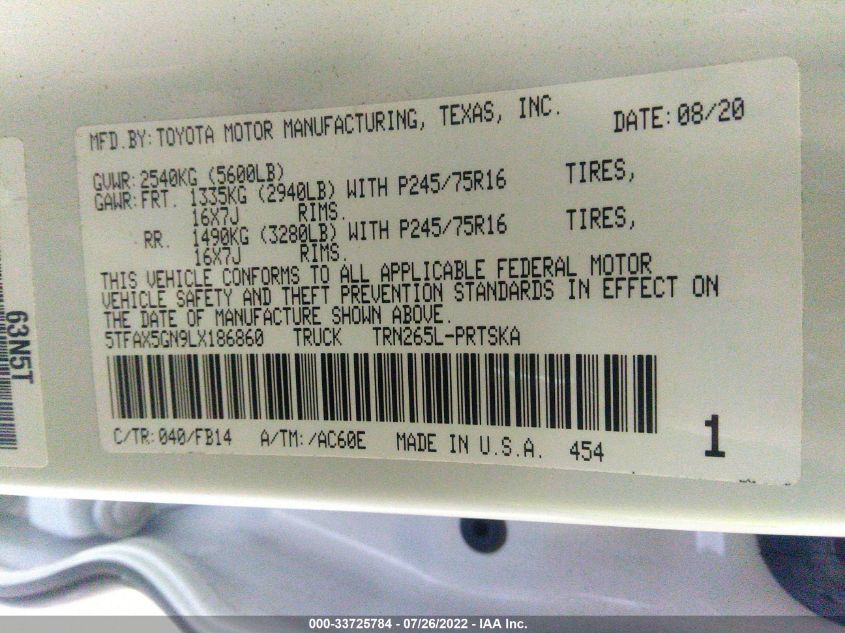 MFD.BY:TOYOTA MOTOR MANUFACTURING, TEXAS, INC. DATE:08/20
GVWR:2540KG (5600LB)
GAWR:FRT. 1335KG (2940LB) WITH P245/75R16 TIRES,
16X7J RIMS.
RR. 1490KG (3280LB) WITH P245/75R16 TIRES,
16X7J RIMS.
THIS VEHICLE CONFORMS TO ALL APPLICABLE FEDERAL MOTOR
VEHICLE SAFETY AND THEFT PREVENTION STANDARDS IN EFFECT ON
THE DATE OF MANUFACTURE SHOWN ABOVE.
5TFAX5GN9LX186860 TRUCK TRN265L-PRTSKA
C/TR:040/FB14 A/TM:/AC60E MADE IN U.S.A. 454 1
63N5T
000-33725784 - 07/26/2022 - IAA Inc.